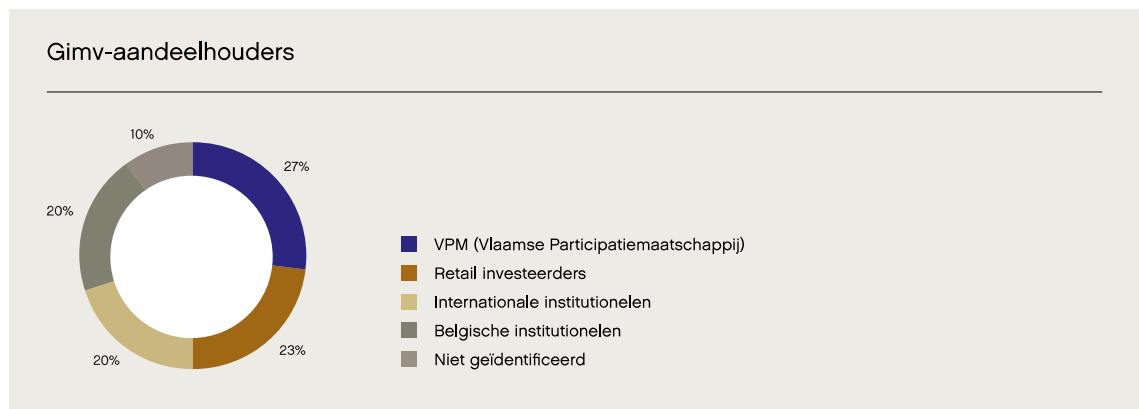 Gimv-aandeelhouders
10%
27%
20%
20%
23%
VPM (Vlaamse Participatiemaatschappij)
Retail investeerders
Internationale institutionelen
Belgische institutionelen
Niet geïdentificeerd